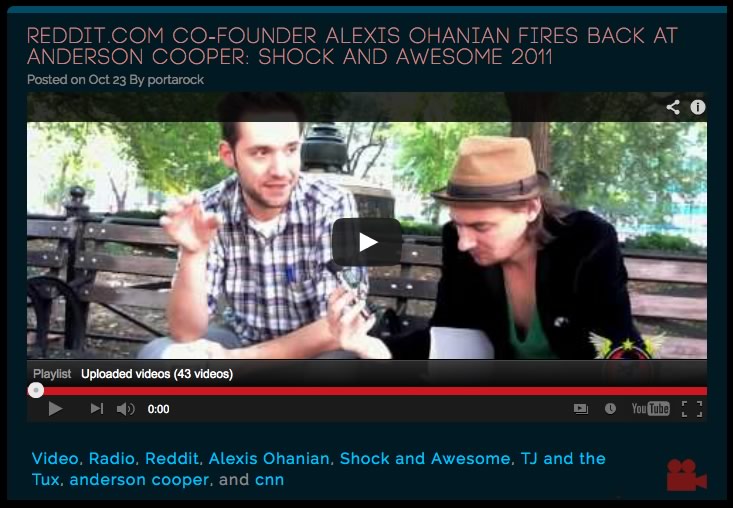 REDDIT.COM CO-FOUNDER ALEXIS OHANIAN FIRES BACK AT
ANDERSON COOPER: SHOCK AND AWESOME 2011
Posted on Oct 23 By portarock
Playlist Uploaded videos (43 videos)
0:00
YouTube
Video, Radio, Reddit, Alexis Ohanian, Shock and Awesome, TJ and the
Tux, anderson cooper, and cnn